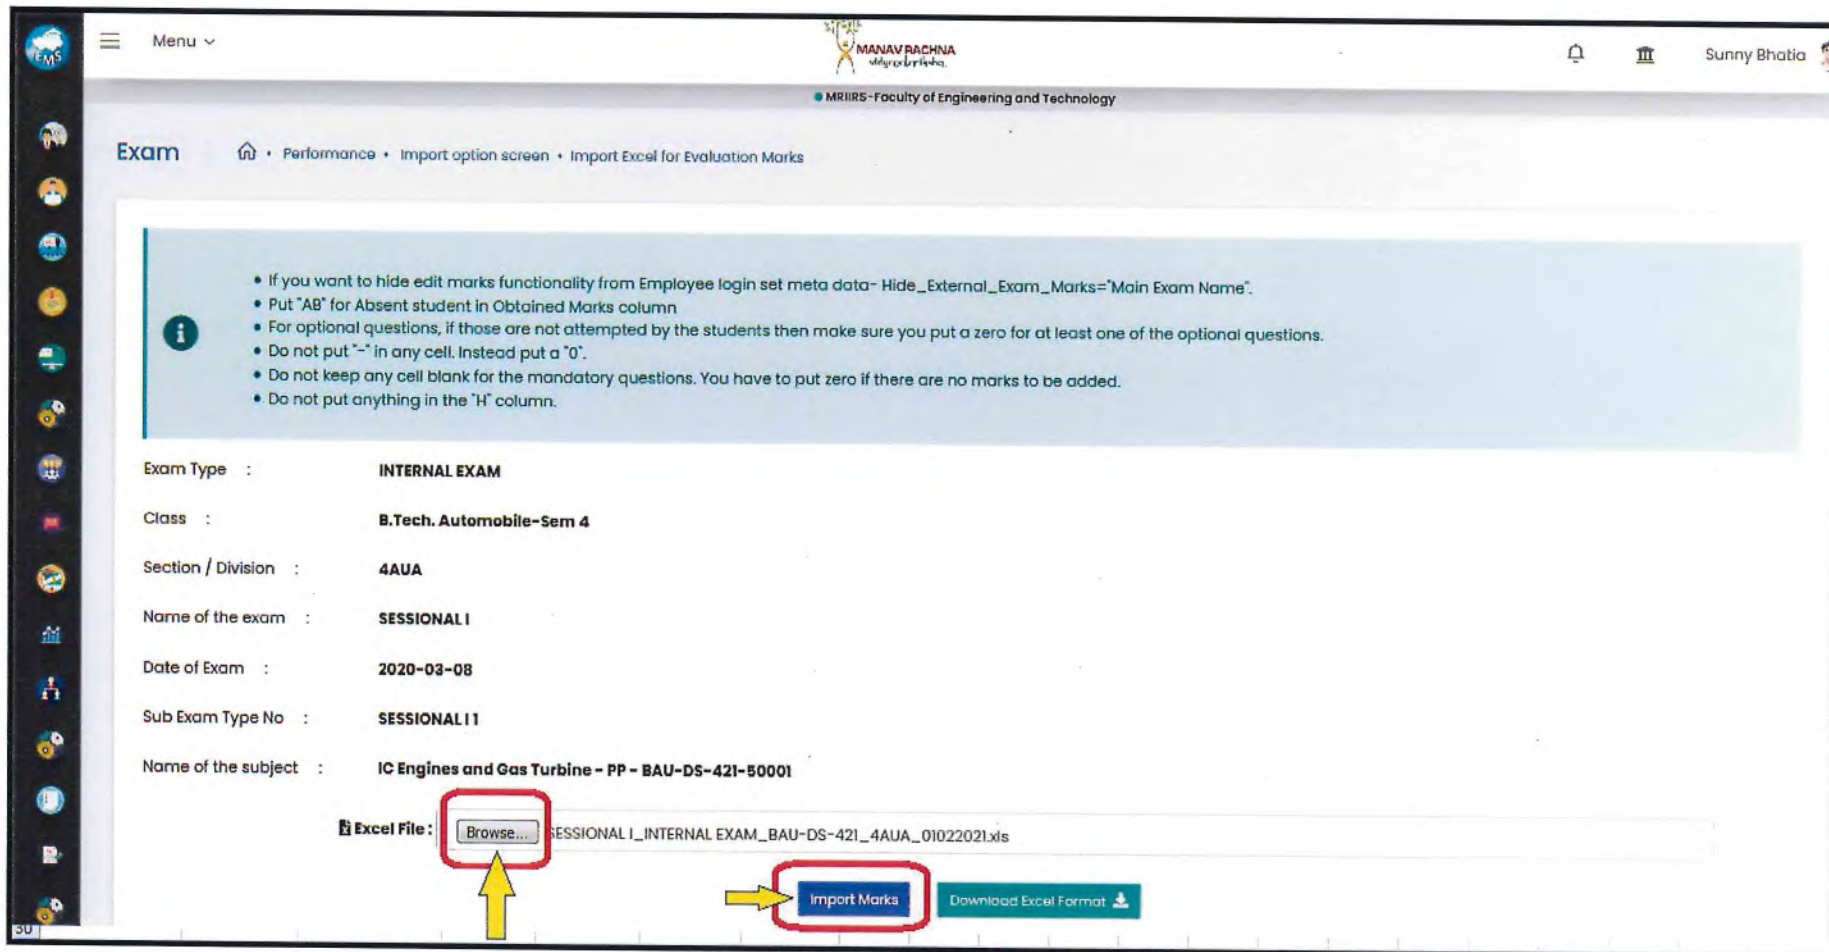 EMS
Menu
MANAV RACHNA
Sunny Bhatia
MRIIRS-Faculty of Engineering and Technology
Exam • Performance • Import option screen • Import Excel for Evaluation Marks
• If you want to hide edit marks functionality from Employee login set meta data- Hide_External_Exam_Marks="Main Exam Name".
• Put "AB" for Absent student in Obtained Marks column
• For optional questions, if those are not attempted by the students then make sure you put a zero for at least one of the optional questions.
• Do not put "-" in any cell. Instead put a "0".
• Do not keep any cell blank for the mandatory questions. You have to put zero if there are no marks to be added.
• Do not put anything in the "H" column.
Exam Type : INTERNAL EXAM
Class : B.Tech. Automobile-Sem 4
Section / Division : 4AUA
Name of the exam : SESSIONAL I
Date of Exam : 2020-03-08
Sub Exam Type No : SESSIONAL I 1
Name of the subject : IC Engines and Gas Turbine - PP - BAU-DS-421-50001
Excel File : Browse... SESSIONAL I_INTERNAL EXAM_BAU-DS-421_4AUA_01022021.xls
Import Marks Download Excel Format
30